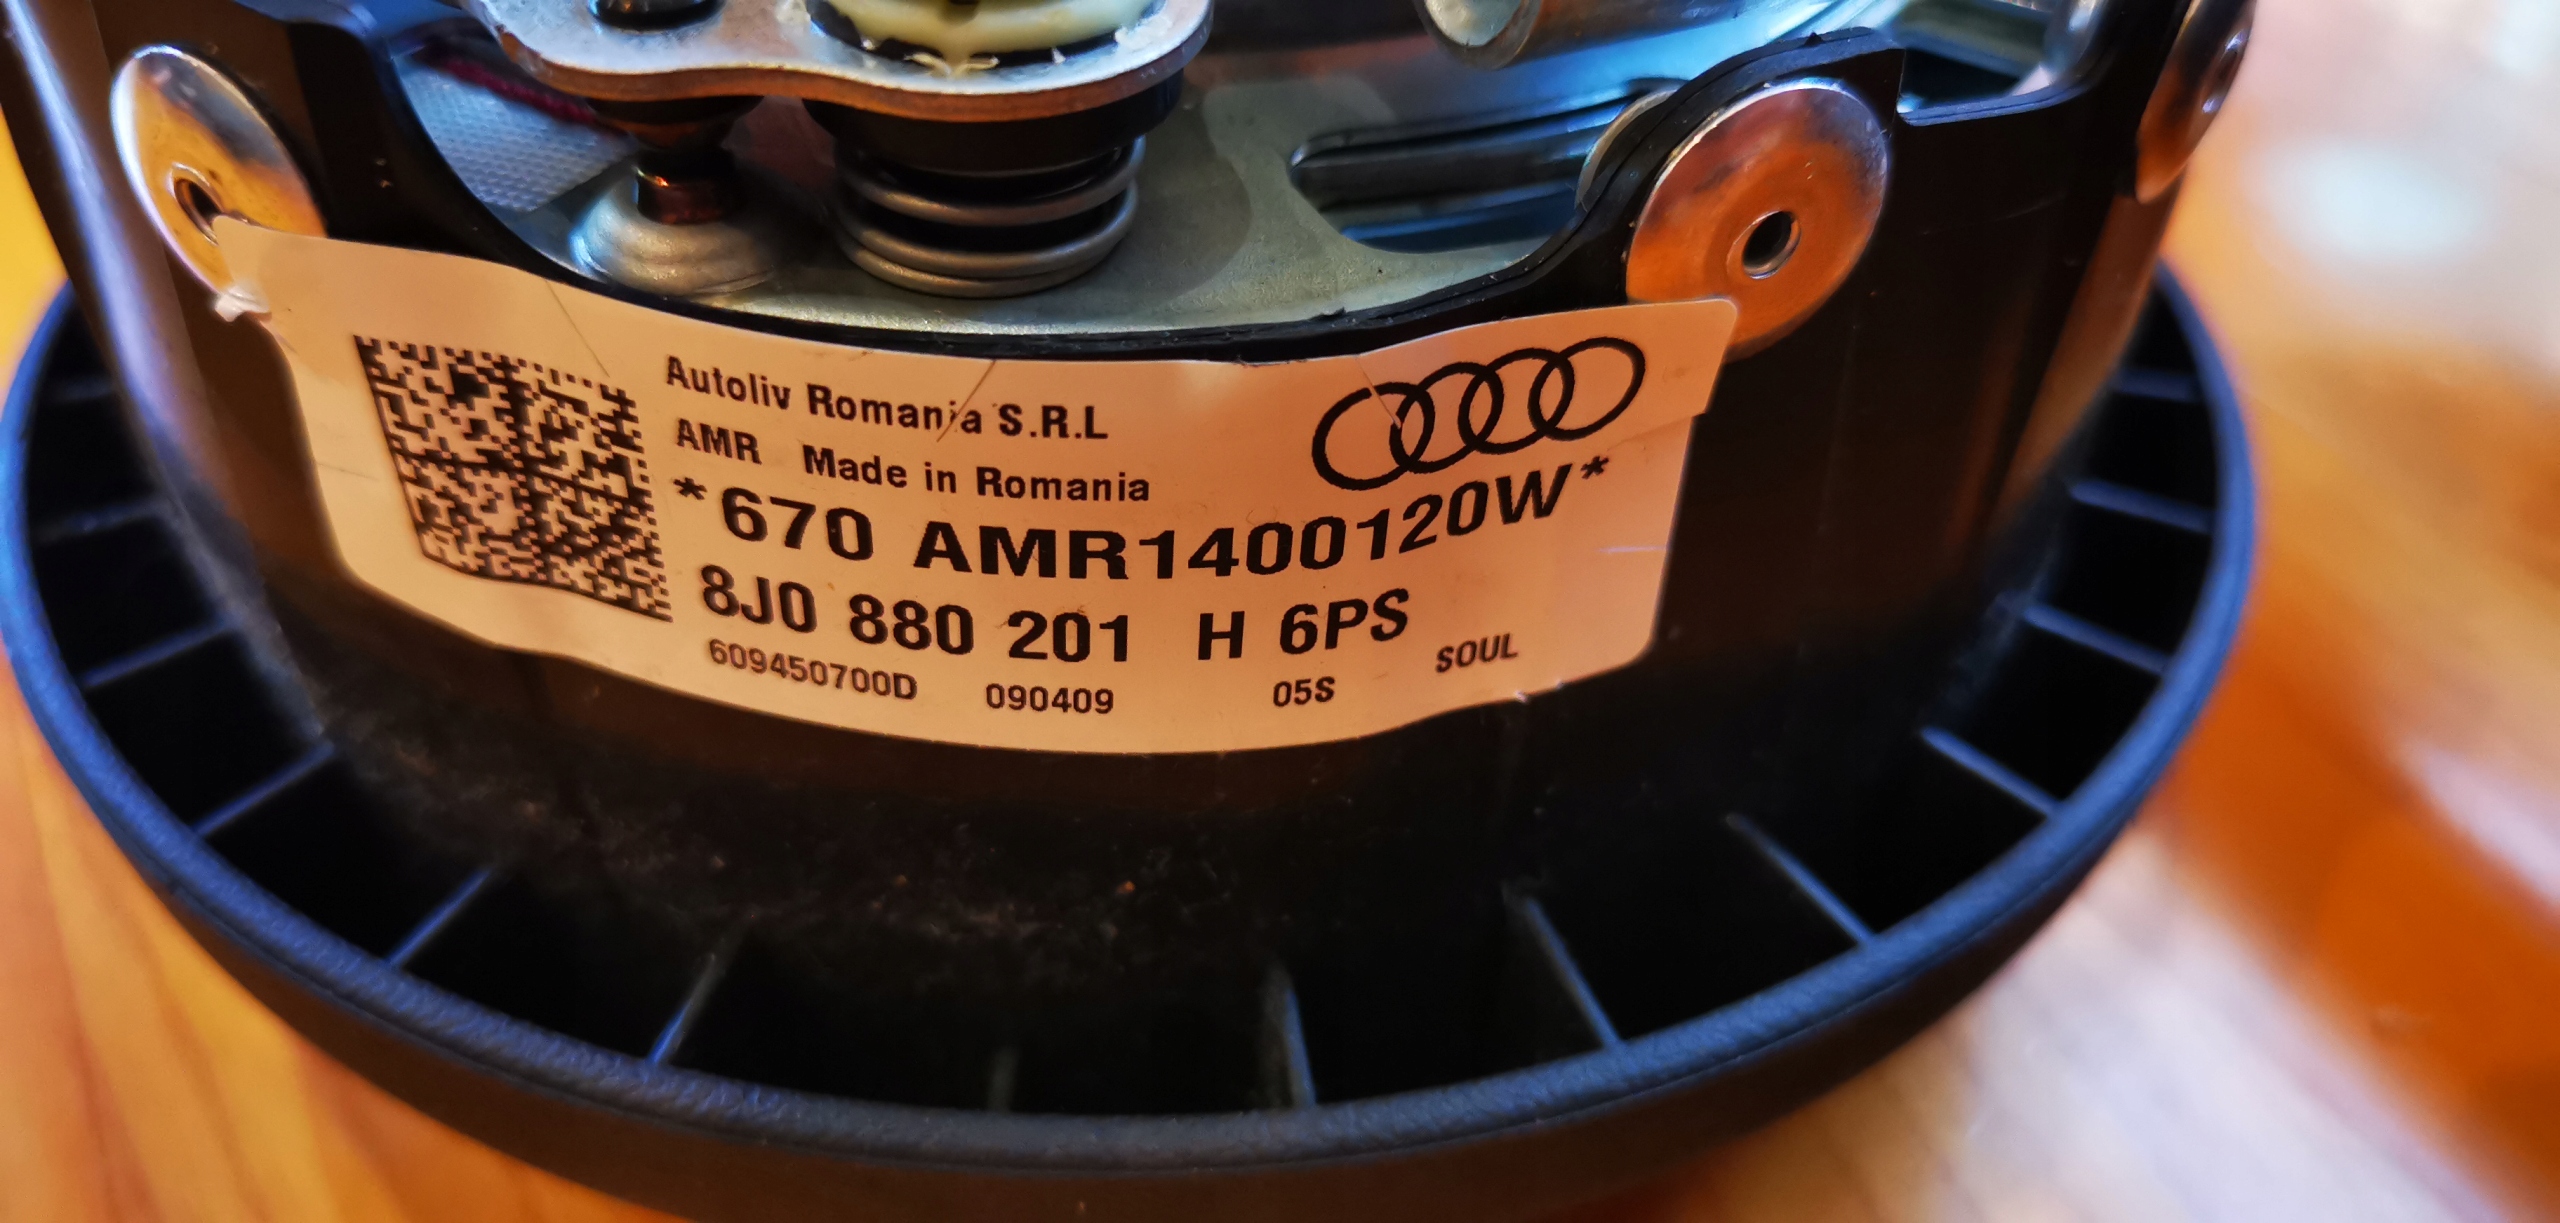 Autoliv Romania S.R.L
AMR Made in Romania
*670 AMR1400120W*
8J0 880 201 H 6PS
609450700D 090409 05S SOUL